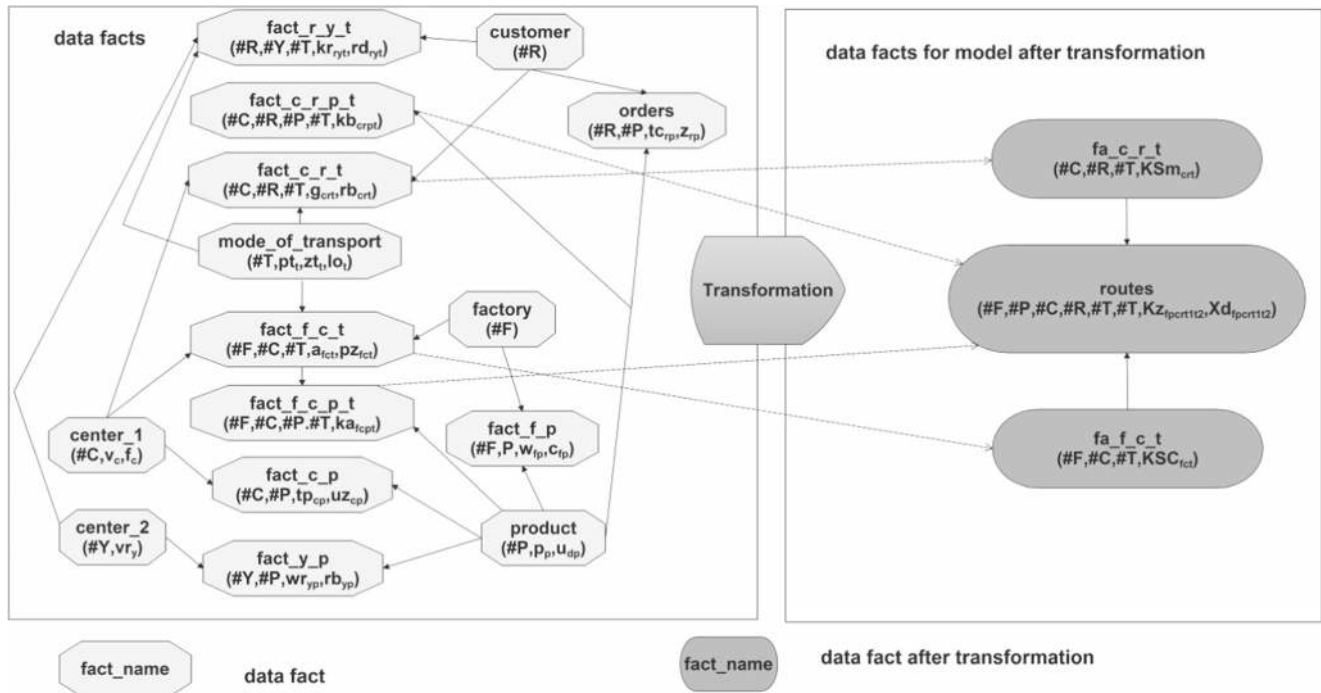 data facts
fact_r_y_t
(#R,#Y,#T,kr_ryt,rd_ryt)
customer
(#R)
fact_c_r_p_t
(#C,#R,#P,#T,kb_crpt)
orders
(#R,#P,tc_rp,z_rp)
fact_c_r_t
(#C,#R,#T,g_crt,rb_crt)
mode_of_transport
(#T,pt_t,zt_t,lo_t)
factory
(#F)
fact_f_c_t
(#F,#C,#T,a_fct,pz_fct)
fact_f_c_p_t
(#F,#C,#P.#T,ka_fcpt)
center_1
(#C,v_c,f_c)
fact_f_p
(#F,P,w_fp,c_fp)
fact_c_p
(#C,#P,tp_cp,uz_cp)
center_2
(#Y,vr_y)
product
(#P,p_p,u_dp)
fact_y_p
(#Y,#P,wr_yp,rb_yp)
Transformation
data facts for model after transformation
fa_c_r_t
(#C,#R,#T,KSm_crt)
routes
(#F,#P,#C,#R,#T,#T,Kz_fpcrt1t2,Xd_fpcrt1t2)
fa_f_c_t
(#F,#C,#T,KSC_fct)
fact_name
data fact
fact_name
data fact after transformation